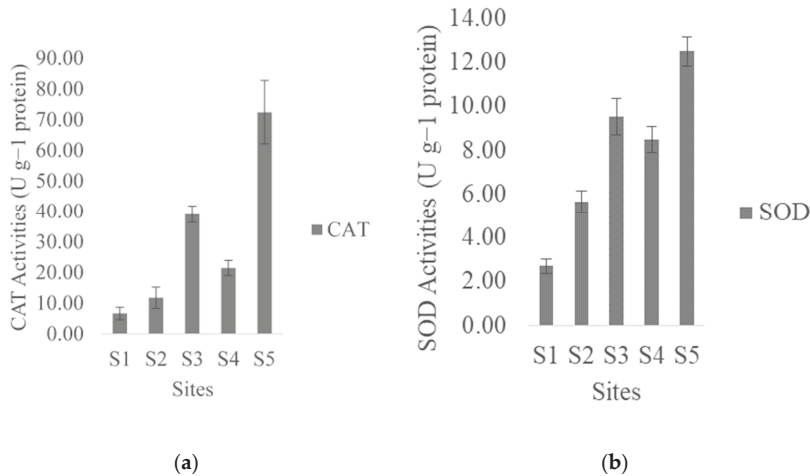 CAT Activities (U g−1 protein)
90.00
80.00
70.00
60.00
50.00
40.00
30.00
20.00
10.00
0.00
S1 S2 S3 S4 S5
Sites
CAT
(a)
SOD Activities (U g−1 protein)
14.00
12.00
10.00
8.00
6.00
4.00
2.00
0.00
S1 S2 S3 S4 S5
Sites
SOD
(b)